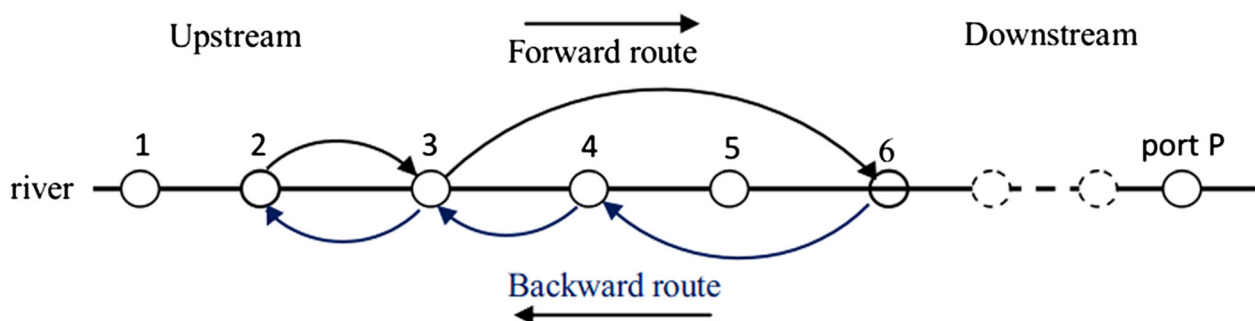 Upstream
Forward route
Downstream
1 2 3 4 5 6 port P
river
Backward route